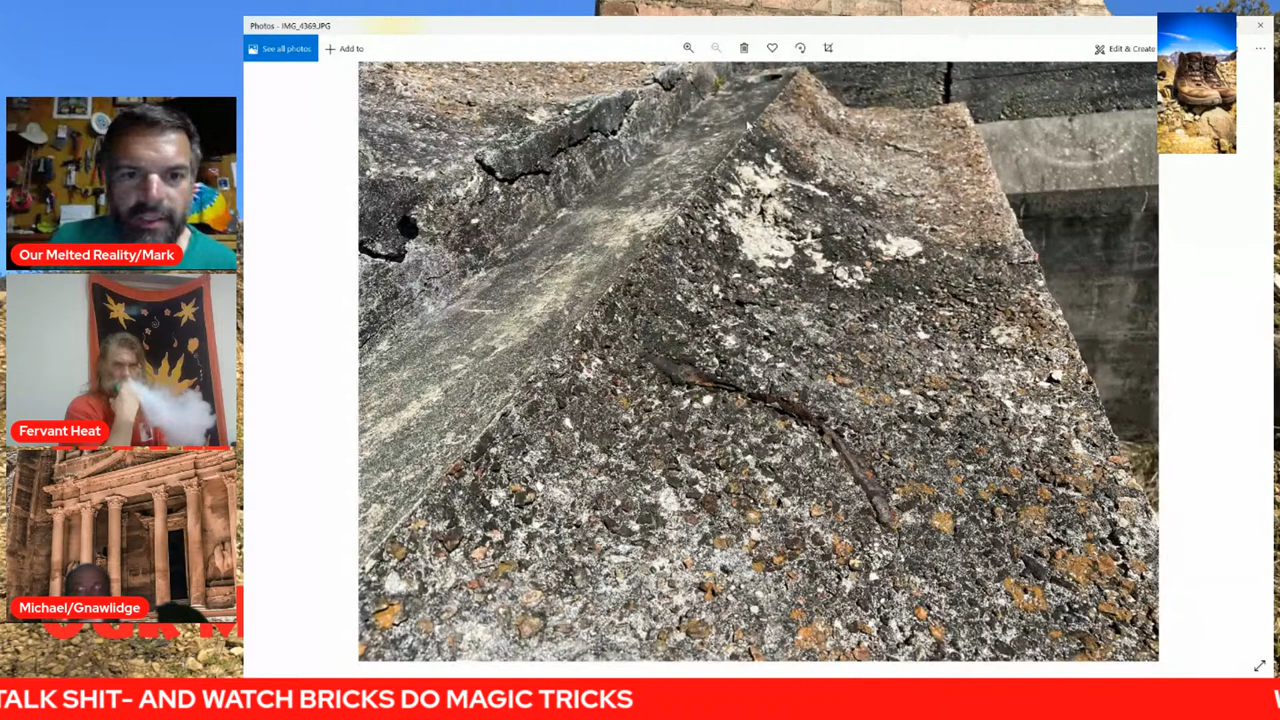 Photos - IMG_4369.JPG
See all photos
Add to
Edit & Create
Our Melted Reality/Mark
Fervant Heat
Michael/Gnawlidge
TALK SHIT- AND WATCH BRICKS DO MAGIC TRICKS